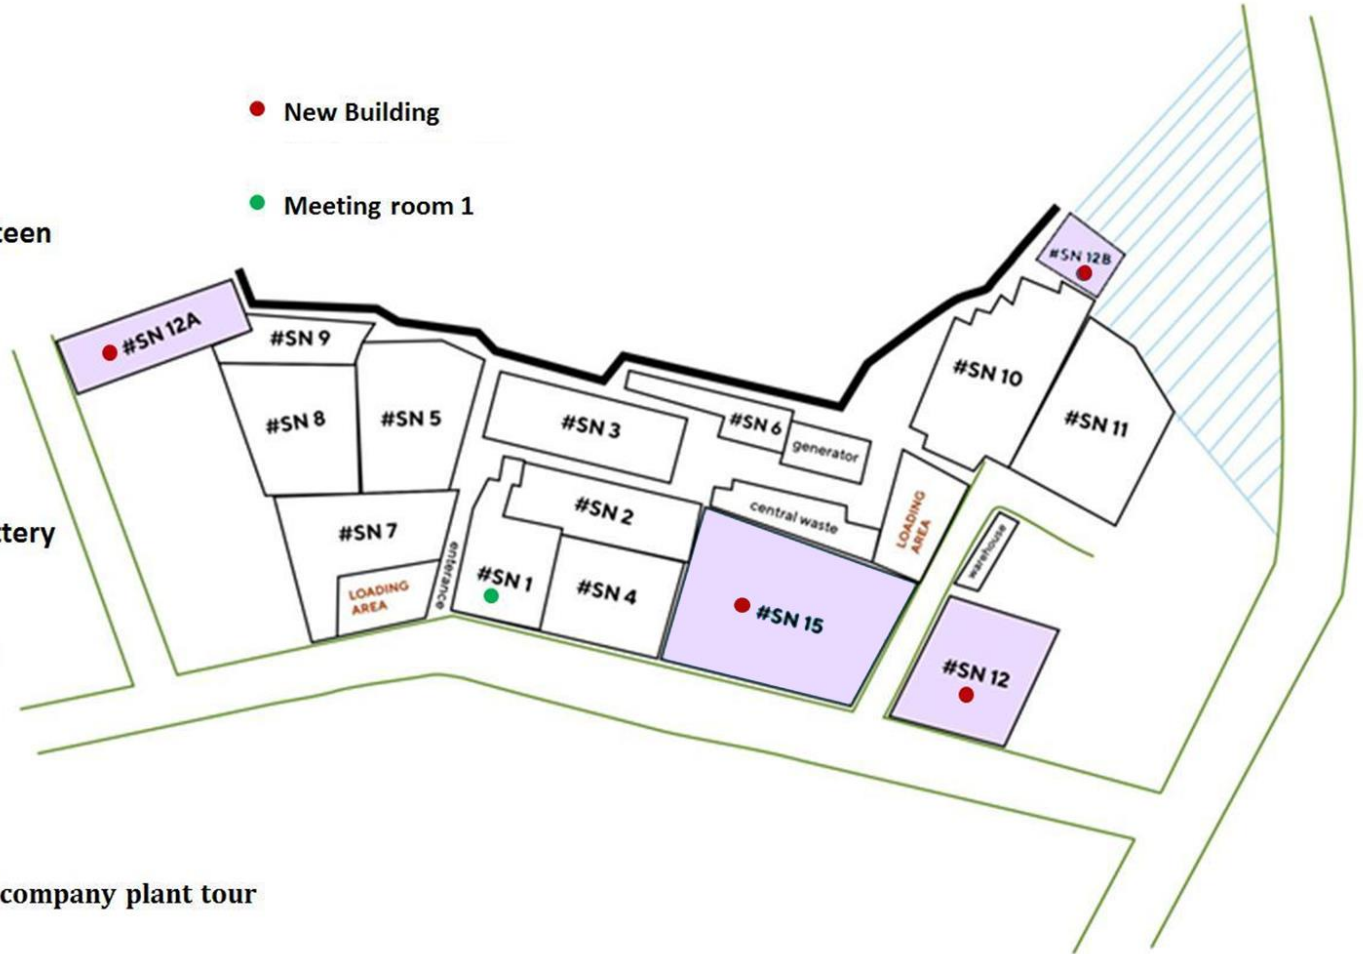 New Building
Meeting room 1
teen
#SN 12B
#SN 12A
#SN 9
#SN 10
#SN 8
#SN 5
#SN 3
#SN 6
generator
#SN 11
#SN 7
#SN 2
central waste
LOADING
AREA
warehouse
enterance
#SN 1
#SN 4
LOADING
AREA
#SN 15
#SN 12
ttery
company plant tour